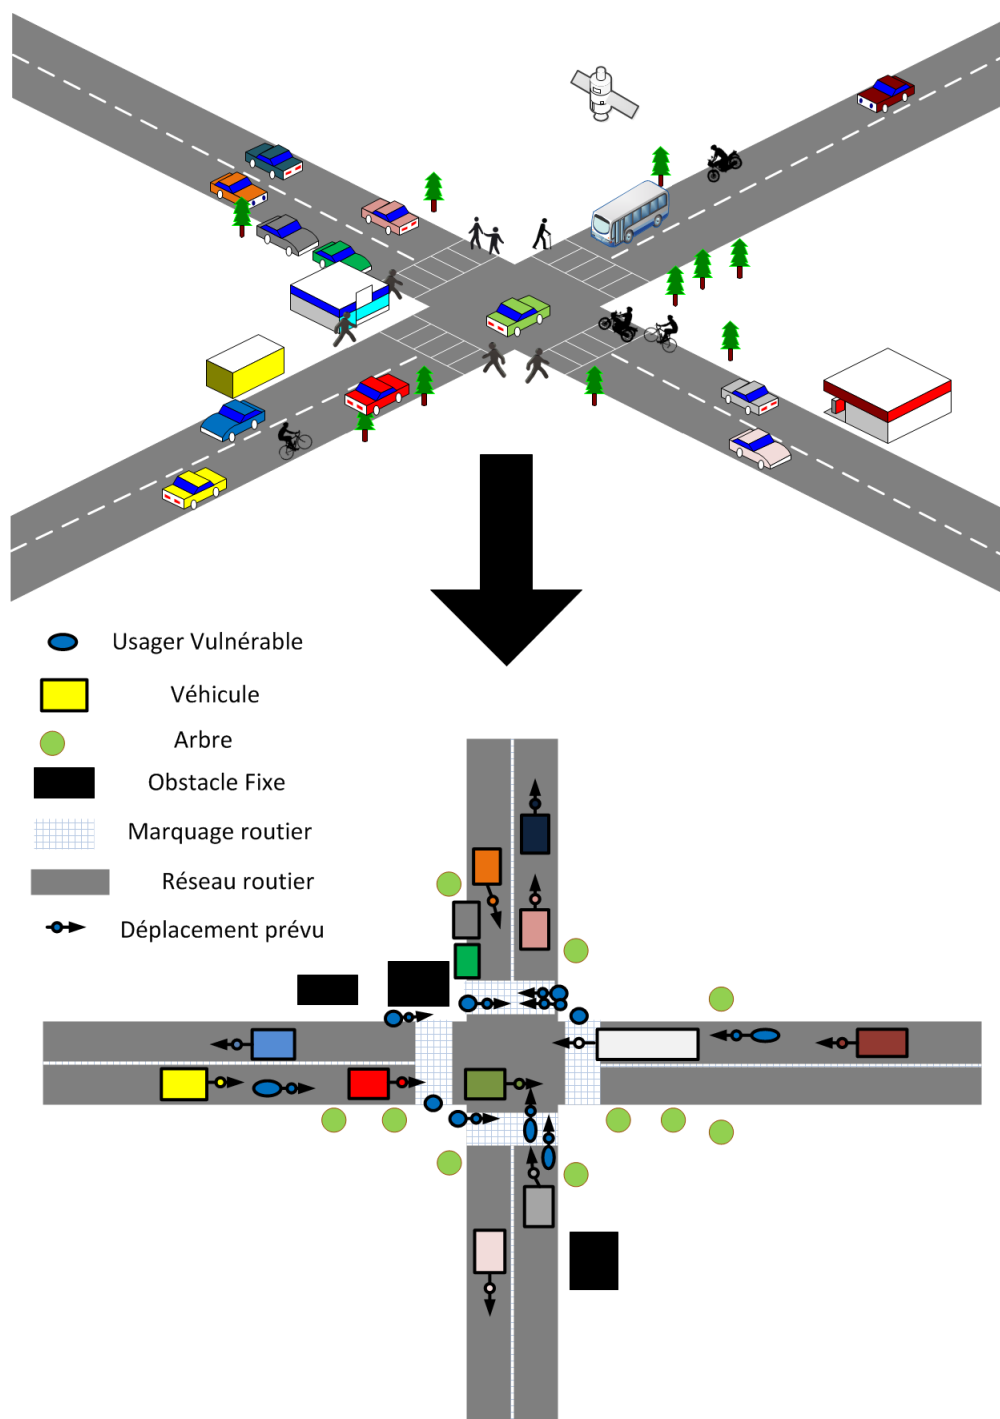 Usager Vulnérable
Véhicule
Arbre
Obstacle Fixe
Marquage routier
Réseau routier
Déplacement prévu